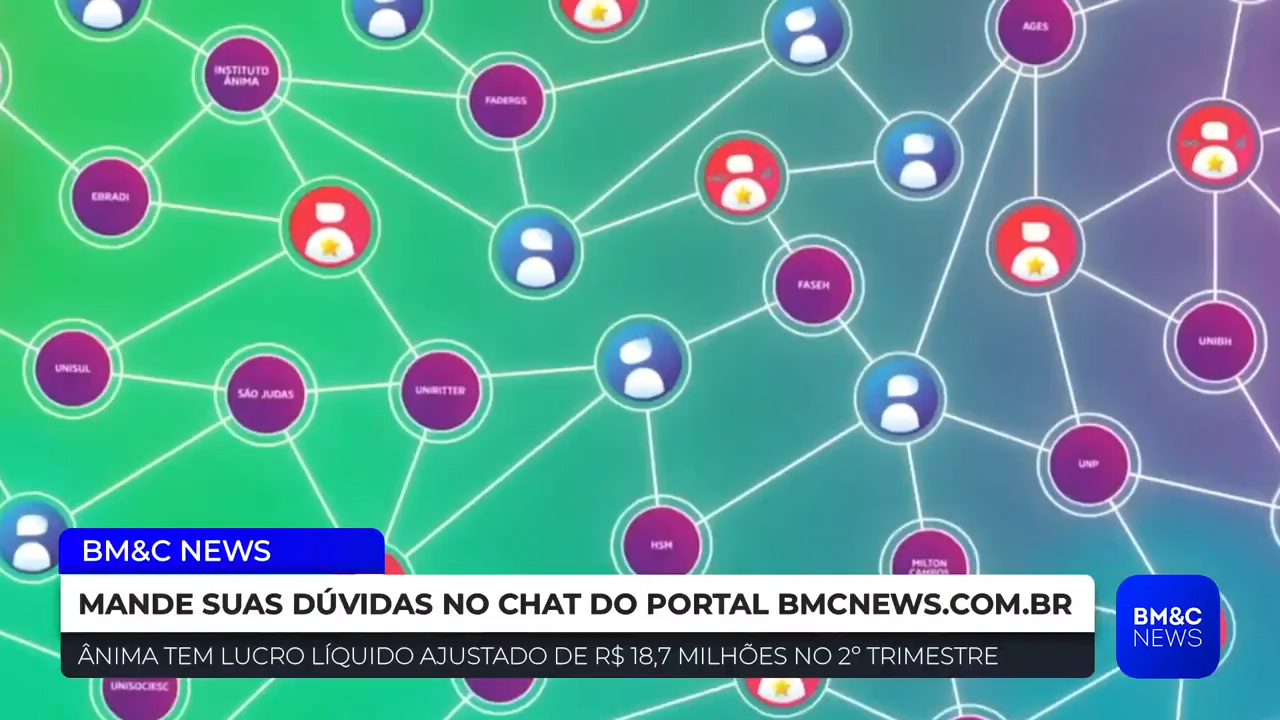 AGES
INSTITUTO
ÂNIMA
FADERGS
EBRADI
FASEH
UNIBH
UNISUL
SÃO JUDAS
UNIRITTER
UNP
HSM
MILTON
CAMPOS
BM&C NEWS
MANDE SUAS DÚVIDAS NO CHAT DO PORTAL BMCNEWS.COM.BR
ÂNIMA TEM LUCRO LÍQUIDO AJUSTADO DE R$ 18,7 MILHÕES NO 2º TRIMESTRE
BM&C
NEWS
UNISOCIESC